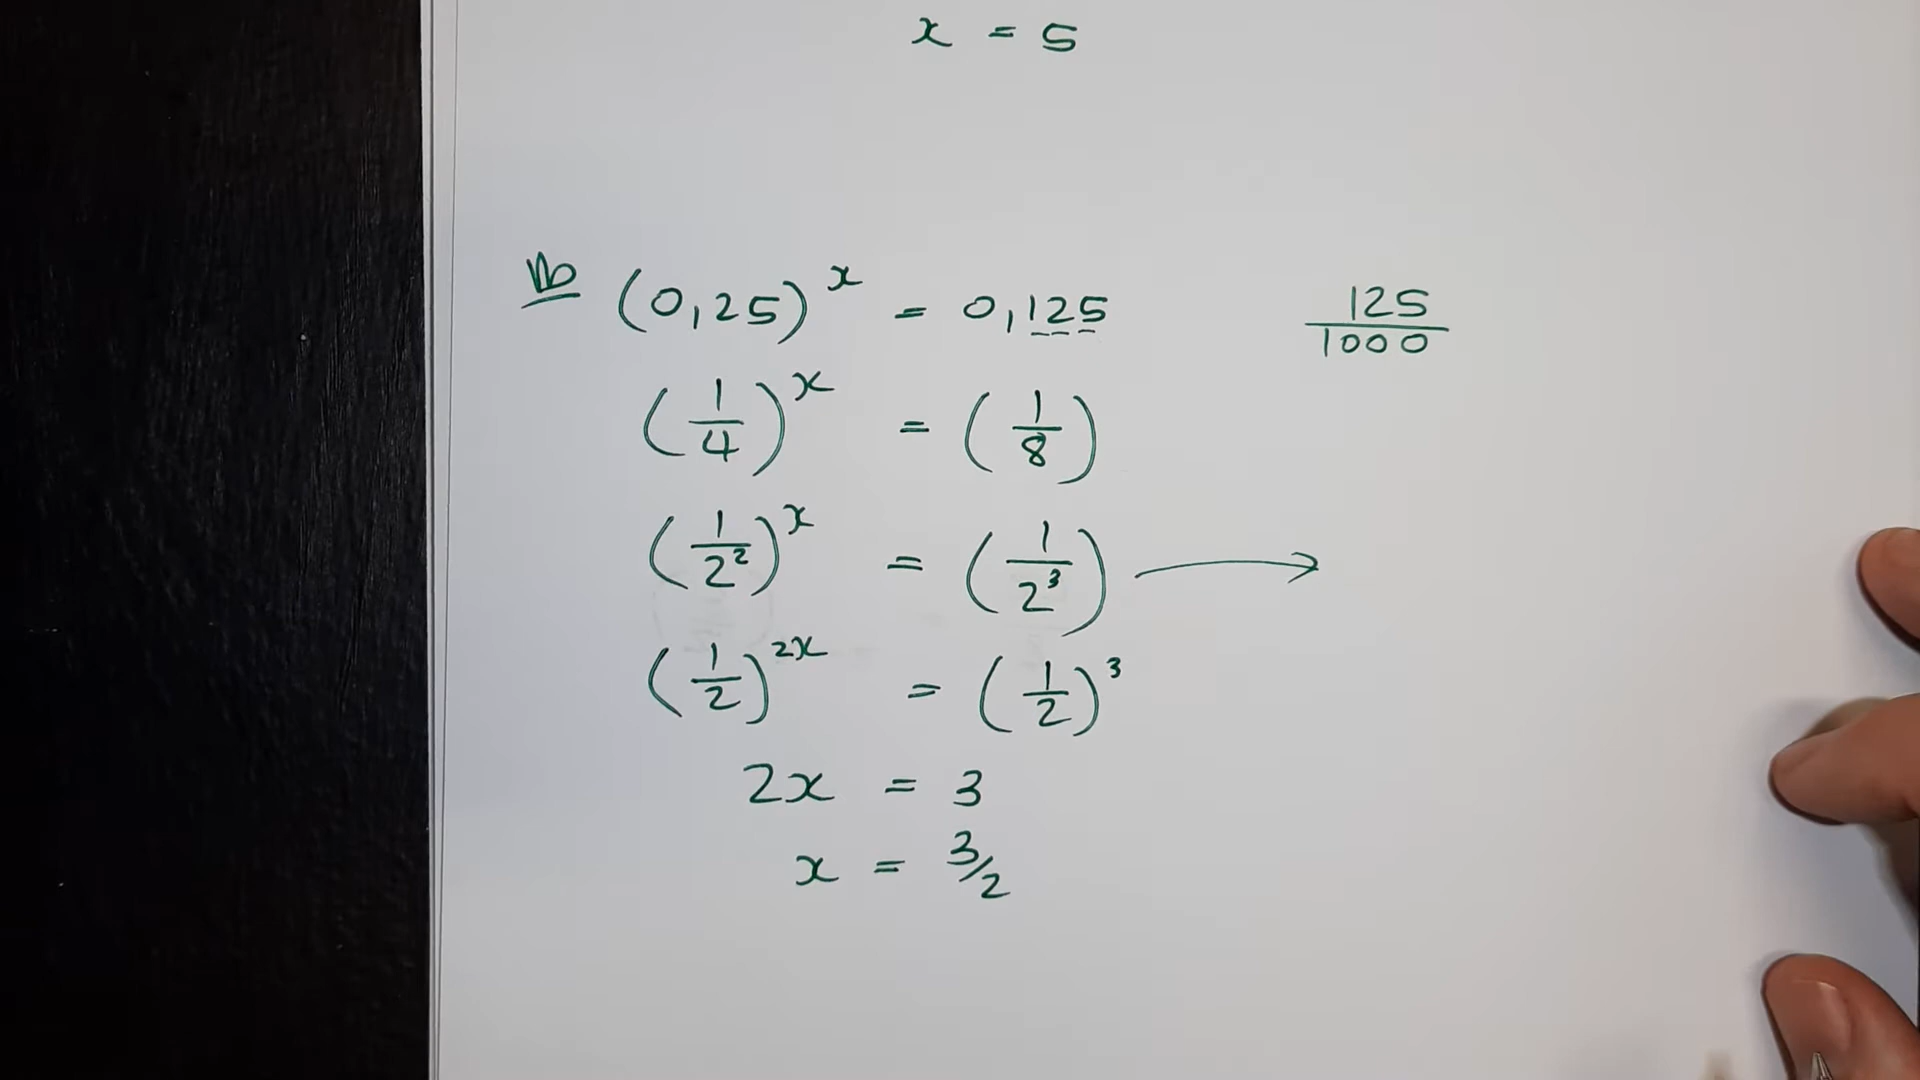 x = 5
(0,25)^x = 0,125
125/1000
(1/4)^x = (1/8)
(1/2²)^x = (1/2³) →
(1/2)^2x = (1/2)³
2x = 3
x = 3/2